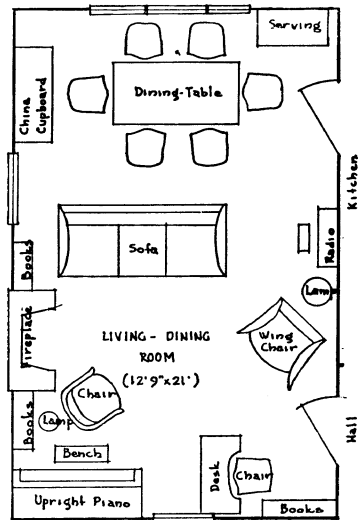 Serving
Dining-Table
China
Cupboard
Kitchen
Sofa
Radio
Books
Lamp
Fireplace
LIVING - DINING
ROOM
(12'9"x21')
Wing
Chair
Chair
Books
Lamp
Hall
Bench
Desk
Chair
Upright Piano
Books